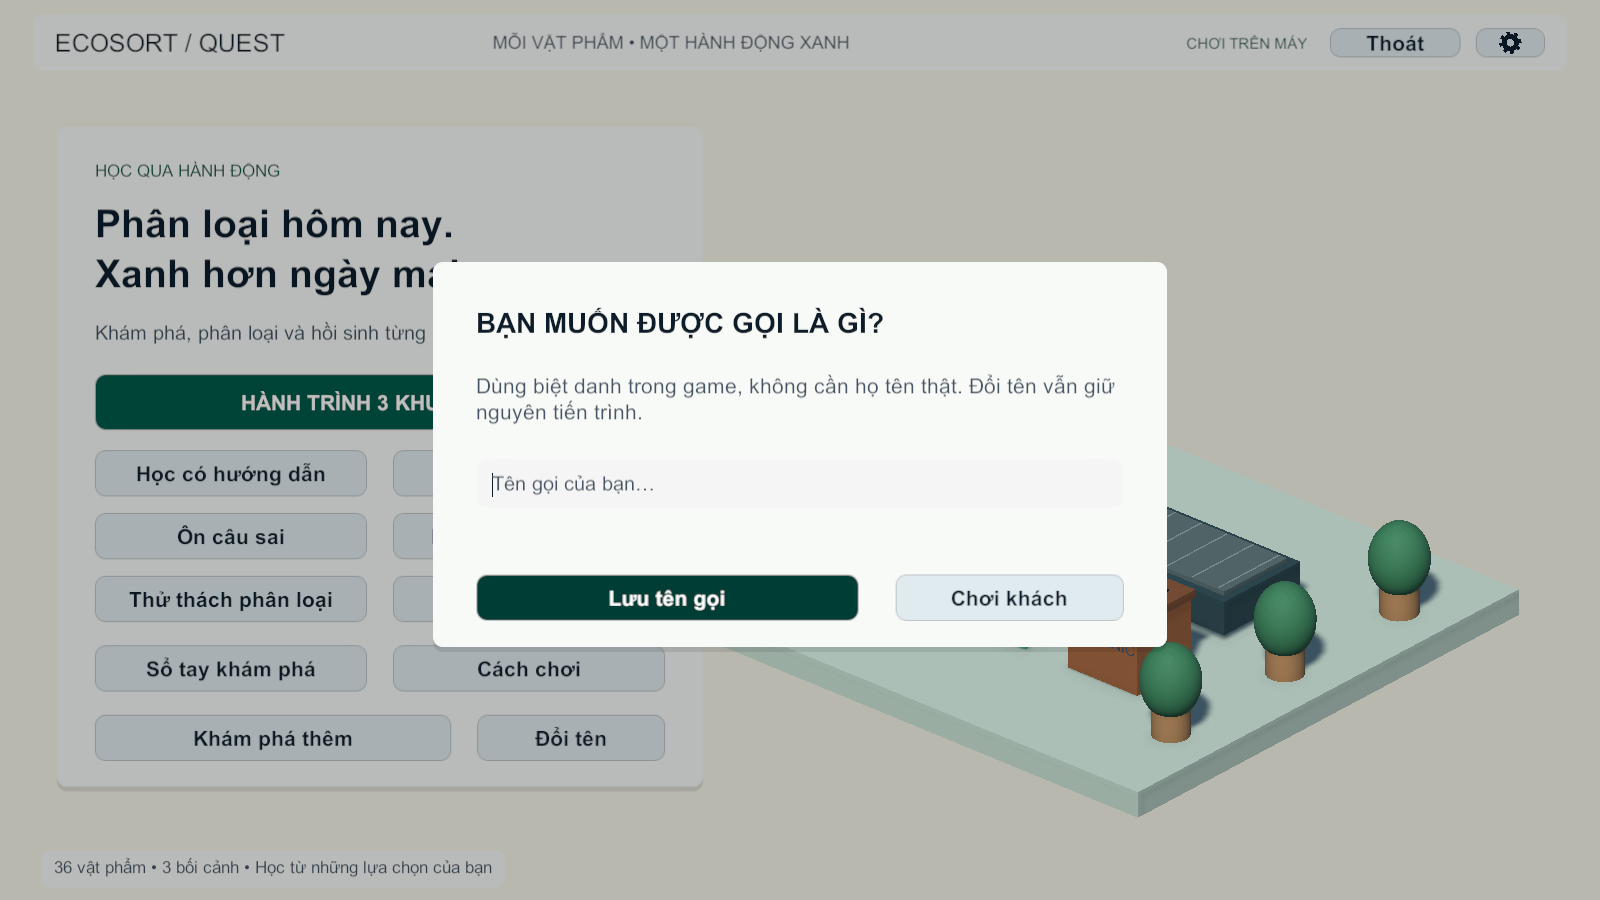 ECOSORT / QUEST
MỖI VẬT PHẨM • MỘT HÀNH ĐỘNG XANH
CHƠI TRÊN MÁY
Thoát
HỌC QUA HÀNH ĐỘNG
Phân loại hôm nay.
Xanh hơn ngày
Khám phá, phân loại và hồi sinh từng
HÀNH TRÌNH 3
Học có hướng dẫn
Ôn câu sai
Thử thách phân loại
Sổ tay khám phá
Cách chơi
Khám phá thêm
Đổi tên
BẠN MUỐN ĐƯỢC GỌI LÀ GÌ?
Dùng biệt danh trong game, không cần họ tên thật. Đổi tên vẫn giữ
nguyên tiến trình.
Tên gọi của bạn...
Lưu tên gọi
Chơi khách
36 vật phẩm • 3 bối cảnh • Học từ những lựa chọn của bạn